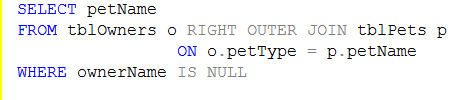 SELECT petName
FROM tblOwners o RIGHT OUTER JOIN tblPets p
ON o.petType = p.petName
WHERE ownerName IS NULL